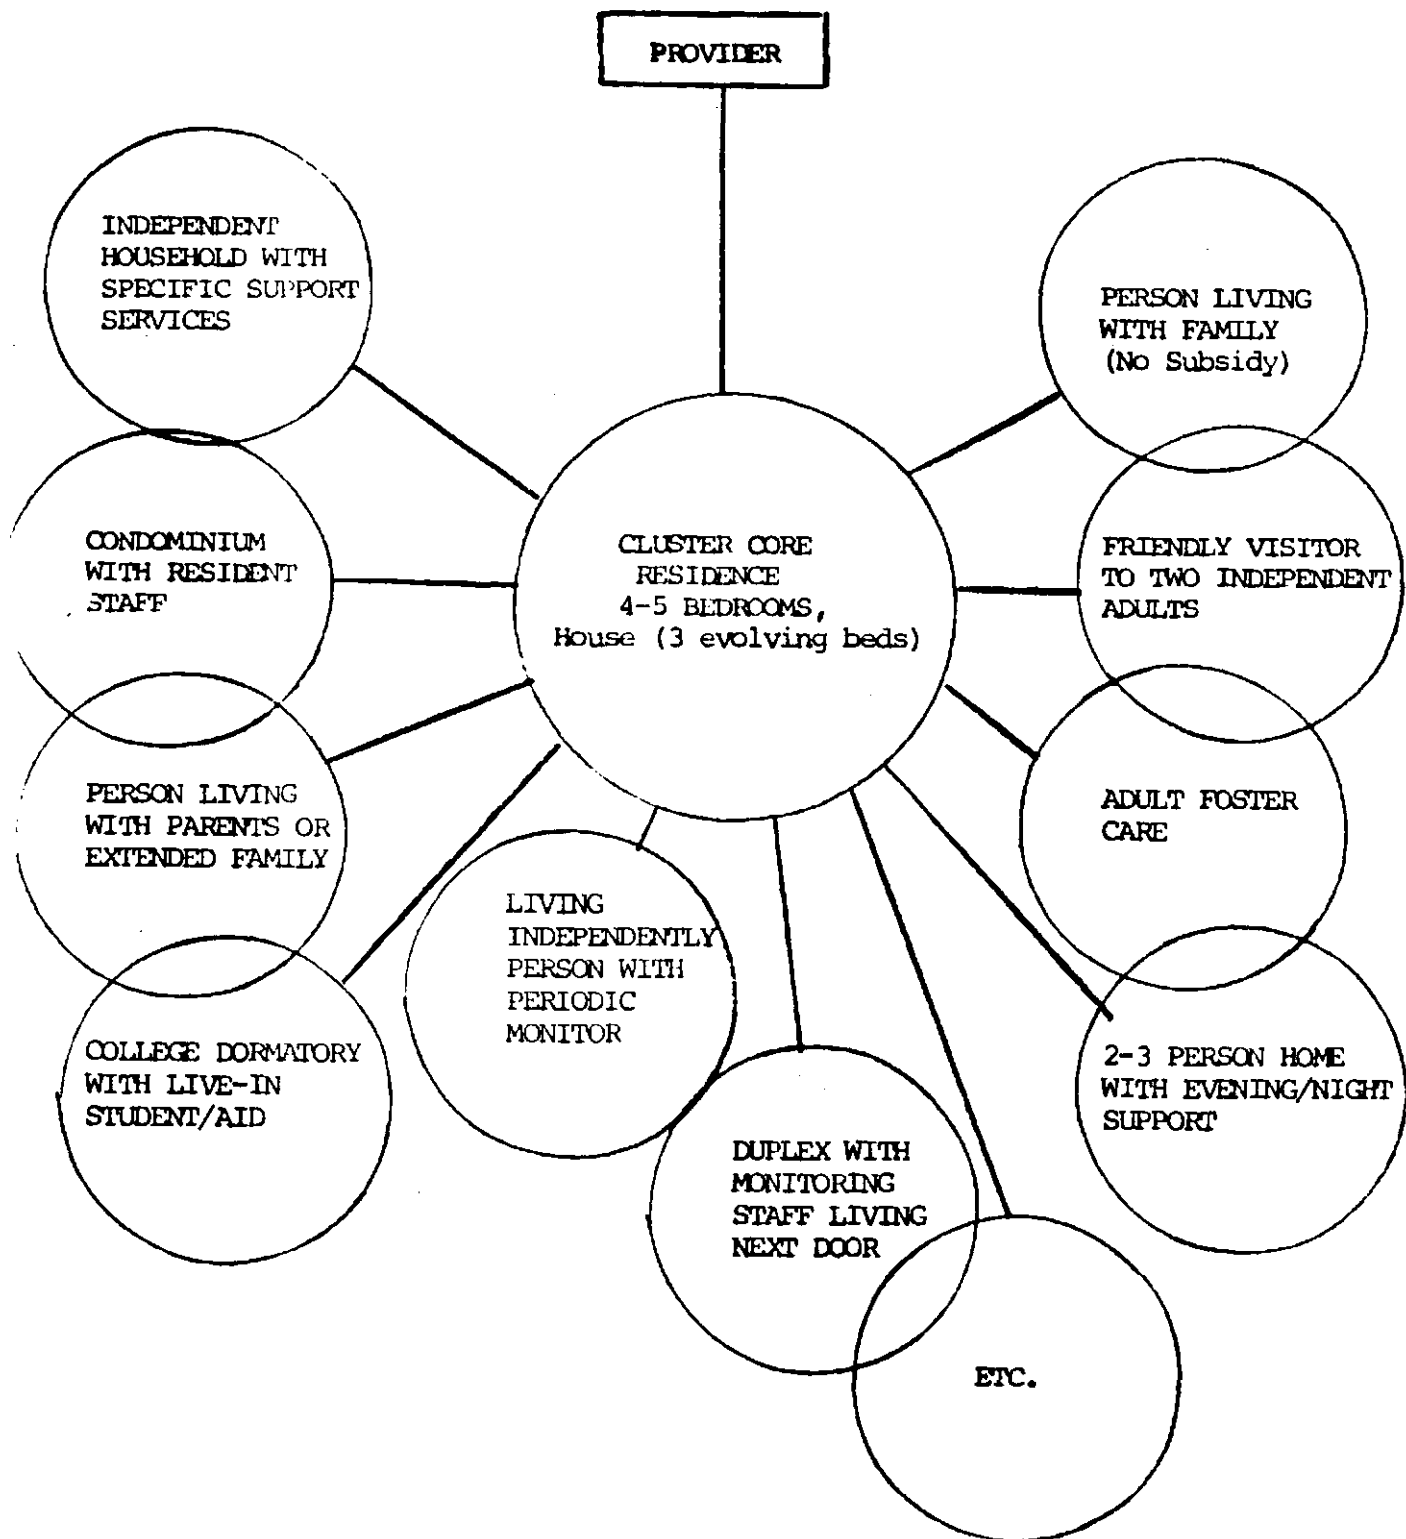 PROVIDER
INDEPENDENT
HOUSEHOLD WITH
SPECIFIC SUPPORT
SERVICES
PERSON LIVING
WITH FAMILY
(No Subsidy)
CONDOMINIUM
WITH RESIDENT
STAFF
CLUSTER CORE
RESIDENCE
4-5 BEDROOMS,
House (3 evolving beds)
FRIENDLY VISITOR
TO TWO INDEPENDENT
ADULTS
PERSON LIVING
WITH PARENTS OR
EXTENDED FAMILY
ADULT FOSTER
CARE
LIVING
INDEPENDENTLY
PERSON WITH
PERIODIC
MONITOR
COLLEGE DORMATORY
WITH LIVE-IN
STUDENT/AID
2-3 PERSON HOME
WITH EVENING/NIGHT
SUPPORT
DUPLEX WITH
MONITORING
STAFF LIVING
NEXT DOOR
ETC.